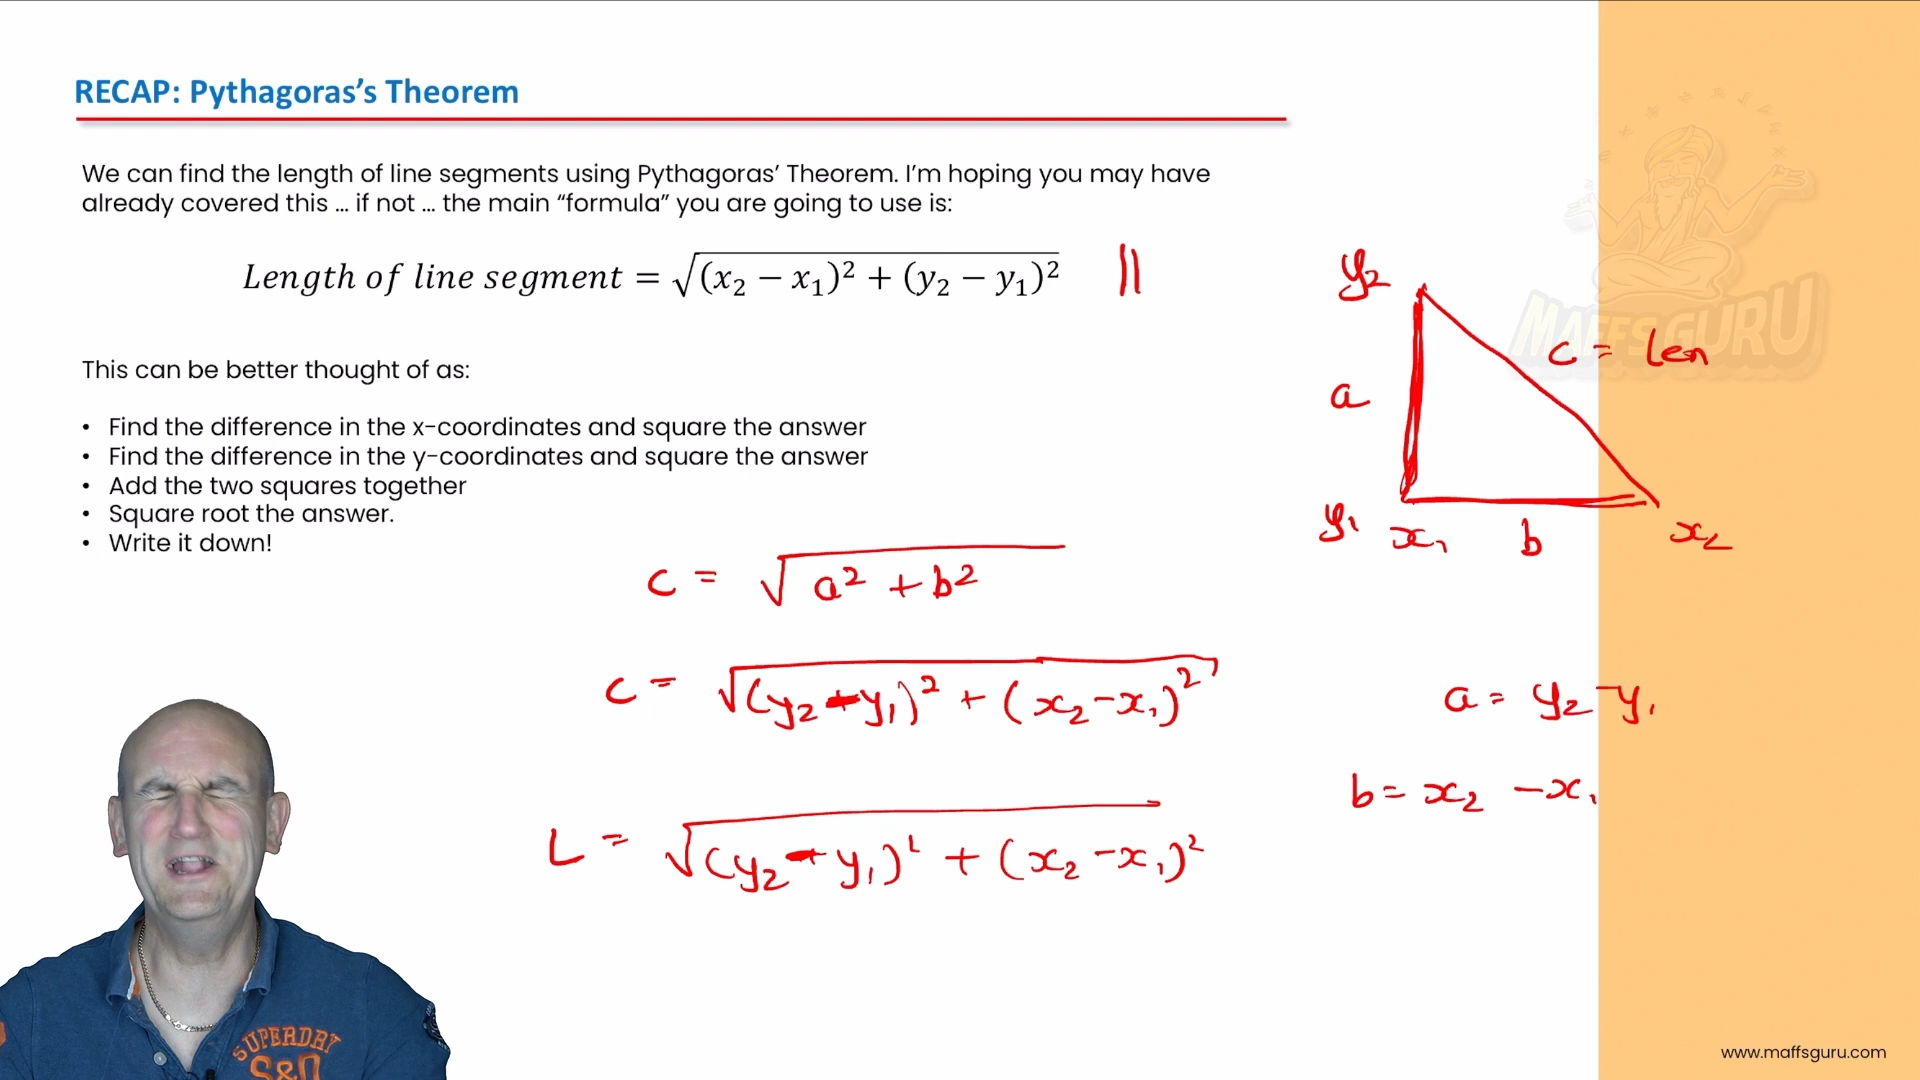 RECAP: Pythagoras's Theorem
We can find the length of line segments using Pythagoras' Theorem. I'm hoping you may have
already covered this ... if not ... the main "formula" you are going to use is:
Length of line segment = √(x₂ − x₁)² + (y₂ − y₁)² ||
This can be better thought of as:
• Find the difference in the x-coordinates and square the answer
• Find the difference in the y-coordinates and square the answer
• Add the two squares together
• Square root the answer.
• Write it down!
y₂
MAFFSGURU
c = len
a
y₁ x₁ b x₂
c = √a² + b²
c = √(y₂ - y₁)² + (x₂ - x₁)²
a = y₂ - y₁
b = x₂ - x₁
L = √(y₂ - y₁)² + (x₂ - x₁)²
SUPERDRY
S&D
www.maffsguru.com